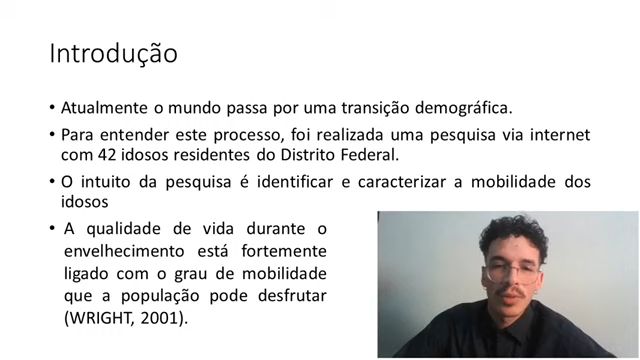 Introdução
• Atualmente o mundo passa por uma transição demográfica.
• Para entender este processo, foi realizada uma pesquisa via internet
com 42 idosos residentes do Distrito Federal.
• O intuito da pesquisa é identificar e caracterizar a mobilidade dos
idosos
• A qualidade de vida durante o
envelhecimento está fortemente
ligado com o grau de mobilidade
que a população pode desfrutar
(WRIGHT, 2001).